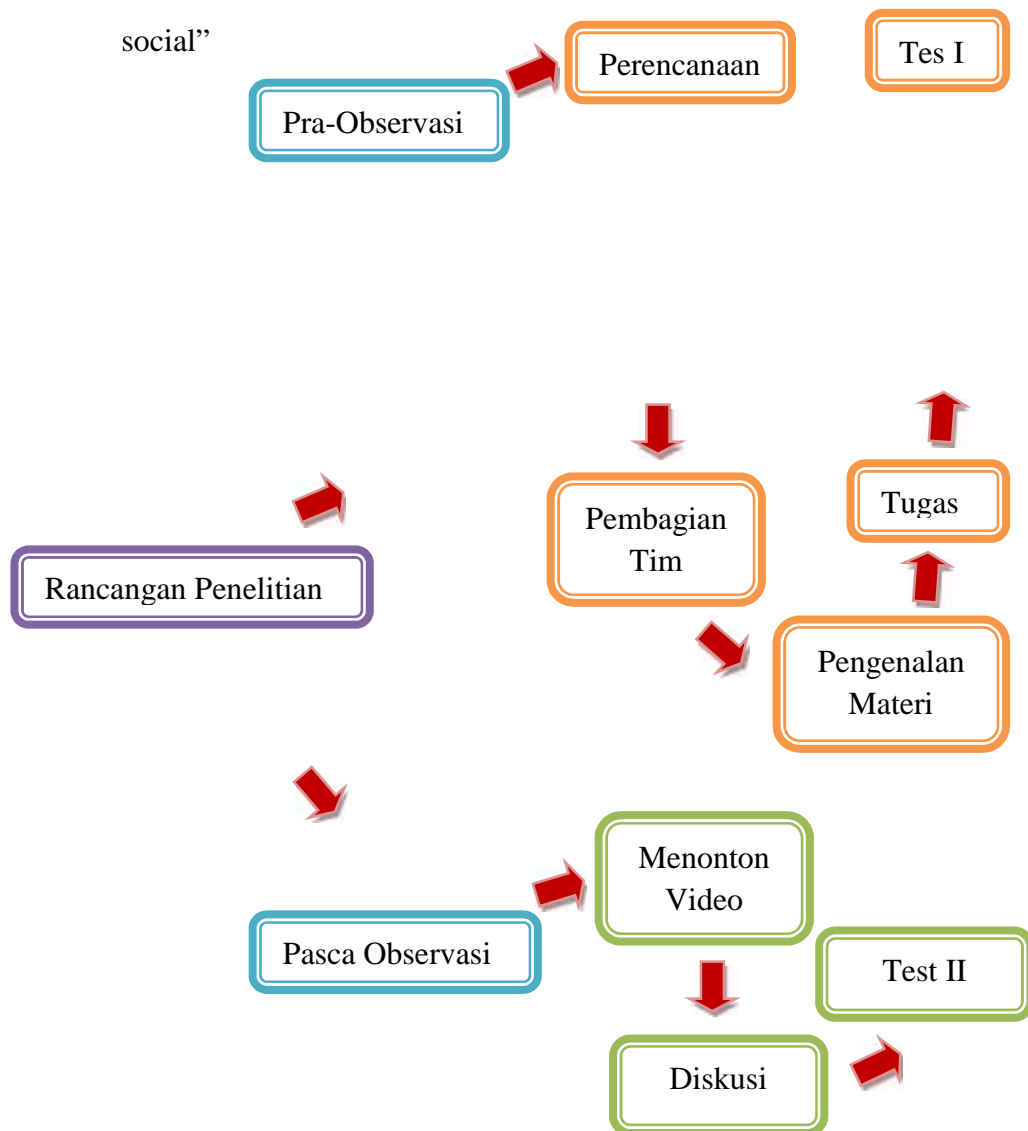 social”
Perencanaan
Tes I
Pra-Observasi
Pembagian
Tim
Tugas
Rancangan Penelitian
Pengenalan
Materi
Menonton
Video
Pasca Observasi
Test II
Diskusi